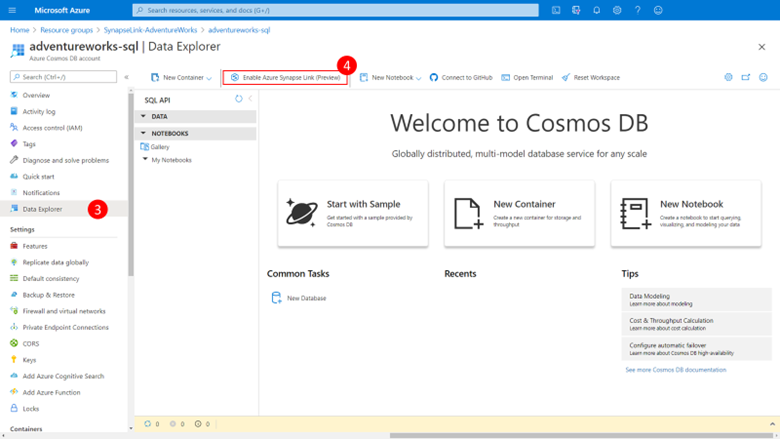 Microsoft Azure
Search resources, services, and docs (G+/)
Home > Resource groups > SynapseLink-AdventureWorks > adventureworks-sql
adventureworks-sql | Data Explorer
Azure Cosmos DB account
Search (Ctrl+/)
New Container
Enable Azure Synapse Link (Preview)
4
New Notebook
Connect to GitHub
Open Terminal
Reset Workspace
Overview
Activity log
Access control (IAM)
Tags
Diagnose and solve problems
Quick start
Notifications
Data Explorer
3
Settings
Features
Replicate data globally
Default consistency
Backup & Restore
Firewall and virtual networks
Private Endpoint Connections
CORS
Keys
Add Azure Cognitive Search
Add Azure Function
Locks
Containers
SQL API
DATA
NOTEBOOKS
Gallery
My Notebooks
Welcome to Cosmos DB
Globally distributed, multi-model database service for any scale
Start with Sample
Get started with a sample provided by
Cosmos DB
New Container
Create a new container for storage and
throughput
New Notebook
Create a notebook to start querying,
visualizing, and modeling your data
Common Tasks
New Database
Recents
Tips
Data Modeling
Learn more about modeling
Cost & Throughput Calculation
Learn more about cost calculation
Configure automatic failover
Learn more about Cosmos DB high-availability
See more Cosmos DB documentation
0
0
0